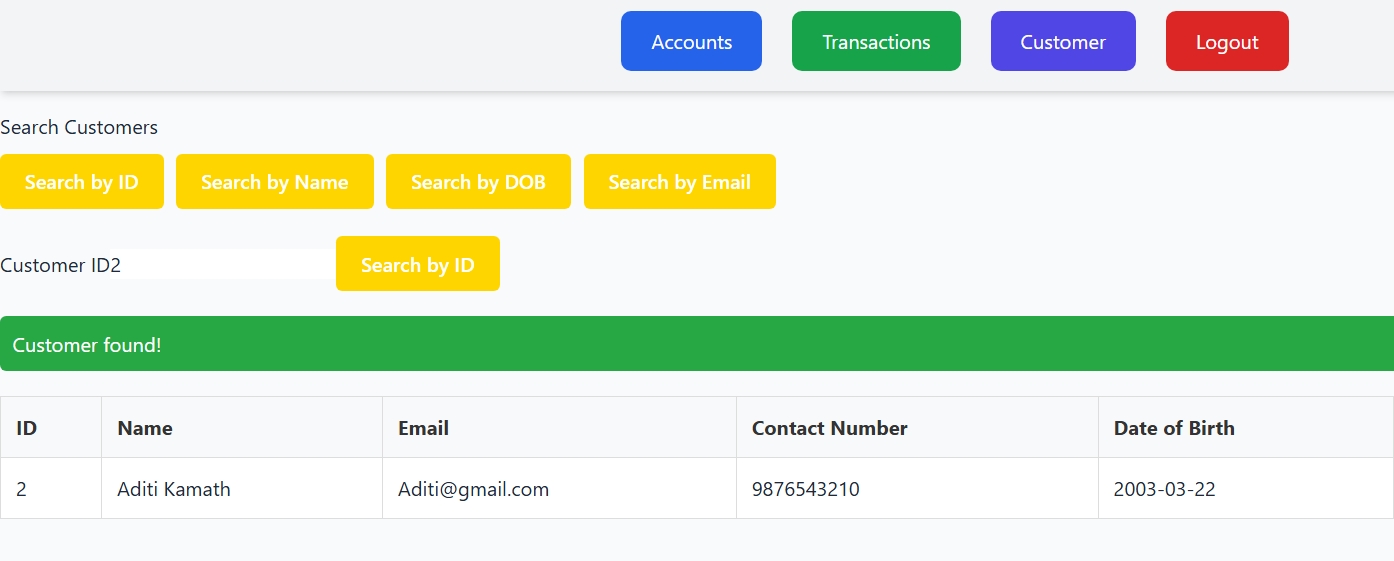 Accounts Transactions Customer Logout
Search Customers
Search by ID Search by Name Search by DOB Search by Email
Customer ID2 Search by ID
Customer found!
ID Name Email Contact Number Date of Birth
2 Aditi Kamath Aditi@gmail.com 9876543210 2003-03-22